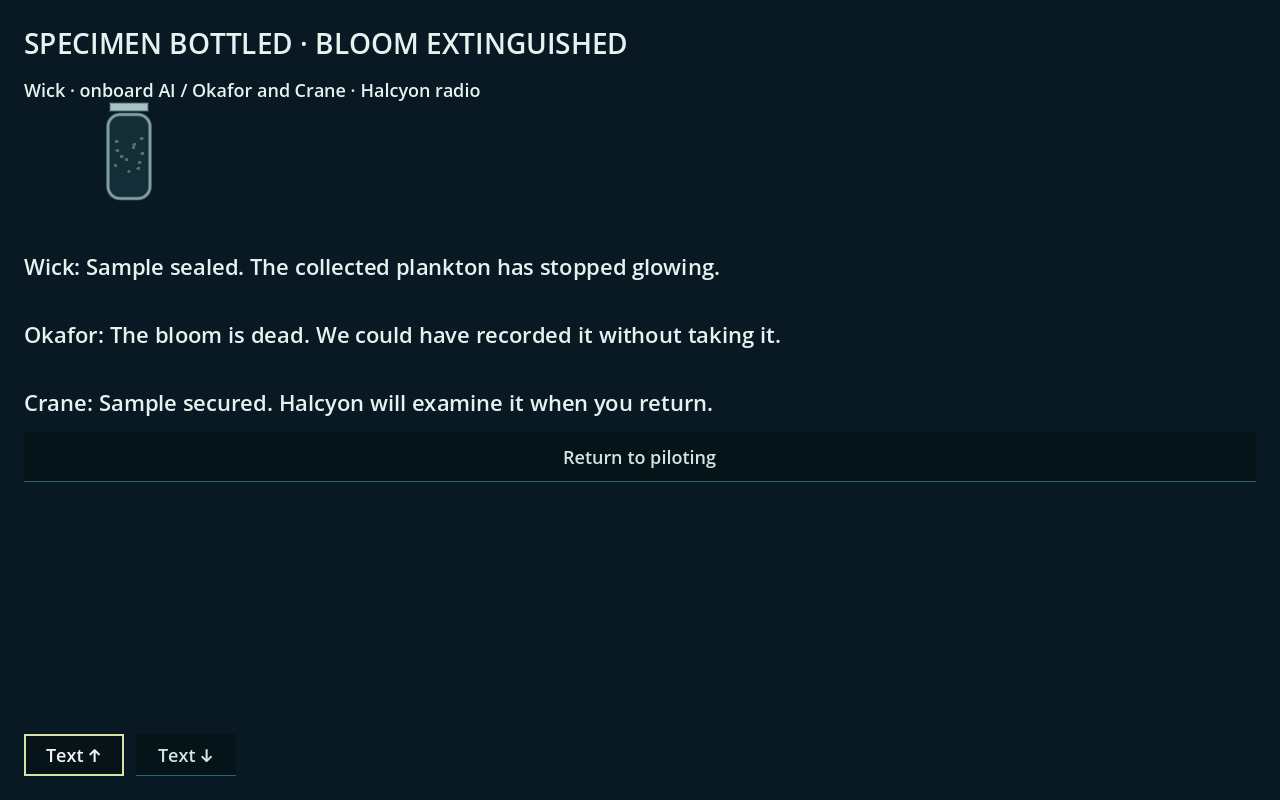 SPECIMEN BOTTLED · BLOOM EXTINGUISHED
Wick · onboard AI / Okafor and Crane · Halcyon radio
Wick: Sample sealed. The collected plankton has stopped glowing.
Okafor: The bloom is dead. We could have recorded it without taking it.
Crane: Sample secured. Halcyon will examine it when you return.
Return to piloting
Text ↑
Text ↓